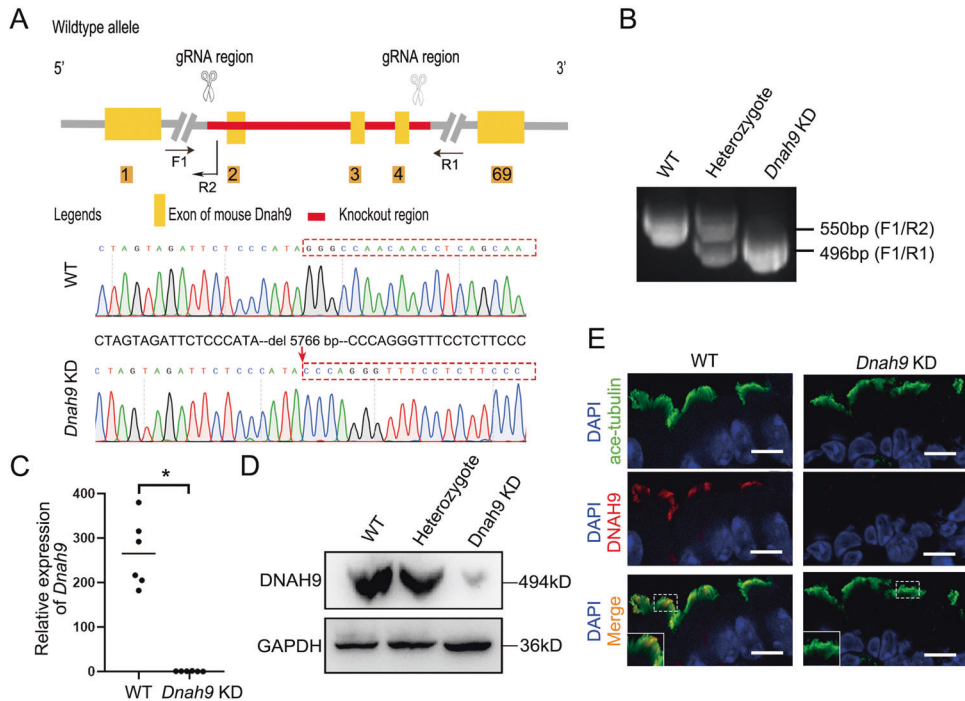 A
Wildtype allele
5’
gRNA region
gRNA region
3’
F1
R2
R1
1
2
3
4
69
Legends
Exon of mouse Dnah9
Knockout region
WT
C T A G T A G A T T C T C C C A T A G G G C C A A C A A C C T C A G C A A
CTAGTAGATTCTCCCATA--del 5766 bp--CCCAGGGTTTCCTCTTCCC
Dnah9 KD
C T A G T A G A T T C T C C C A T A C C C A G G G T T T C C T C T T C C C
B
WT
Heterozygote
Dnah9 KD
550bp (F1/R2)
496bp (F1/R1)
C
Relative expression
of Dnah9
400
300
200
100
0
*
WT
Dnah9 KD
D
WT
Heterozygote
Dnah9 KD
DNAH9
494kD
GAPDH
36kD
E
WT
Dnah9 KD
DAPI
ace-tubulin
DAPI
DNAH9
DAPI
Merge